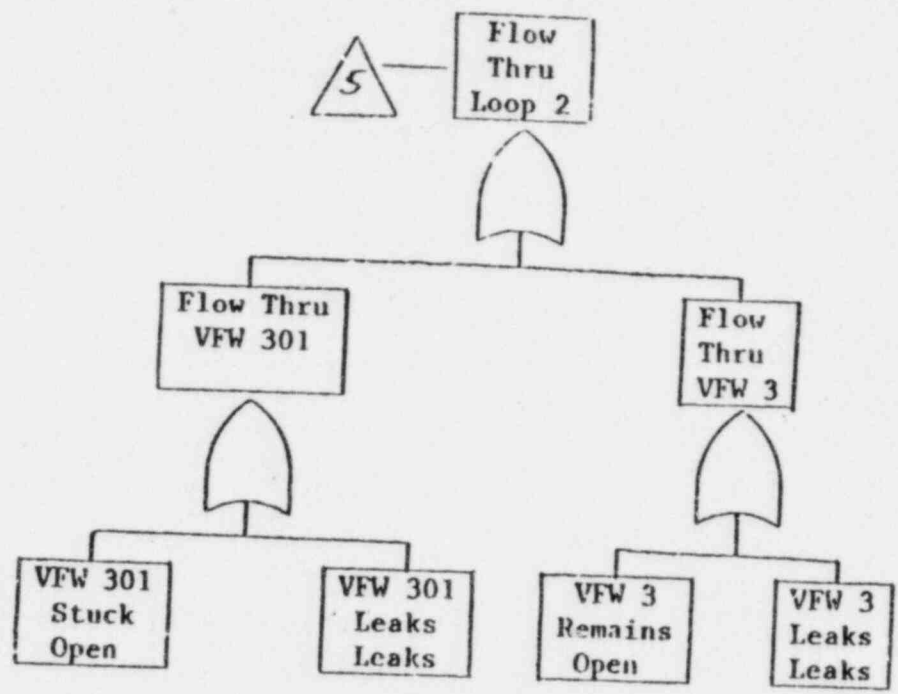 5
Flow
Thru
Loop 2
Flow Thru
VFW 301
Flow
Thru
VFW 3
VFW 301
Stuck
Open
VFW 301
Leaks
Leaks
VFW 3
Remains
Open
VFW 3
Leaks
Leaks